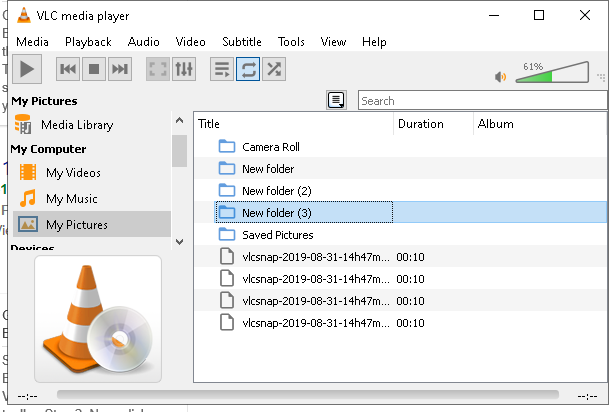 VLC media player
Media Playback Audio Video Subtitle Tools View Help
61%
My Pictures
Media Library
My Computer
My Videos
My Music
My Pictures
Devices
Search
Title Duration Album
Camera Roll
New folder
New folder (2)
New folder (3)
Saved Pictures
vlcsnap-2019-08-31-14h47m... 00:10
vlcsnap-2019-08-31-14h47m... 00:10
vlcsnap-2019-08-31-14h47m... 00:10
vlcsnap-2019-08-31-14h47m... 00:10
--:-- --:--